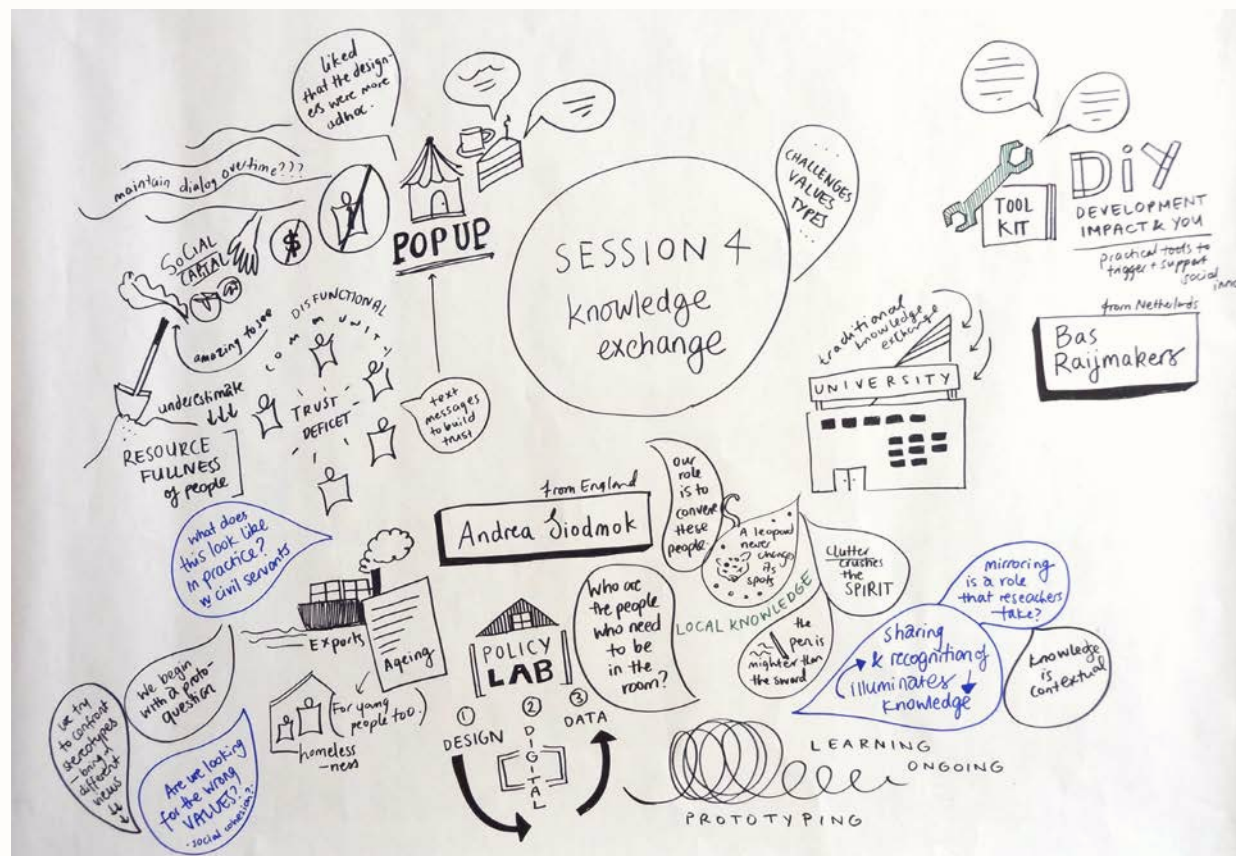 liked
that the design-
ers were more
adhoc.
maintain dialog overtime???
SOCIAL
CAPITAL
$
POP UP
amazing to see
underestimate
RESOURCE
FULLNESS
of people
DISFUNCTIONAL
COMMUNITY
TRUST
DEFICET
text
messages
to build
trust
SESSION 4
knowledge
exchange
CHALLENGES
VALUES
TYPES
...
TOOL
KIT
DiY
DEVELOPMENT
IMPACT & YOU
practical tools to
trigger + support
social
from Netherlands
Bas
Raijmakers
traditional
knowledge
exchange
UNIVERSITY
from England
Andrea Siodmok
our
role
is to
convene
these
people.
A leopard
never
changes
its
spots
Clutter
crushes
the
SPIRIT
LOCAL KNOWLEDGE
the
pen is
mighter than
the sword
what does
this look like
in practice?
w civil servants
Exports
Ageing
(For young
people too.)
homeless
-ness
POLICY
LAB
① DESIGN
② DIGITAL
③ DATA
Who are
the people
who need
to be
in the
room?
we begin
with a proto-
question
we try
to confront
stereotypes
- bring a
different
views
Are we looking
for the wrong
VALUES?
- social cohesion?
LEARNING
ONGOING
PROTOTYPING
mirroring
is a role
that reseachers
take?
sharing
& recognition of
illuminates
knowledge
knowledge
is contextual